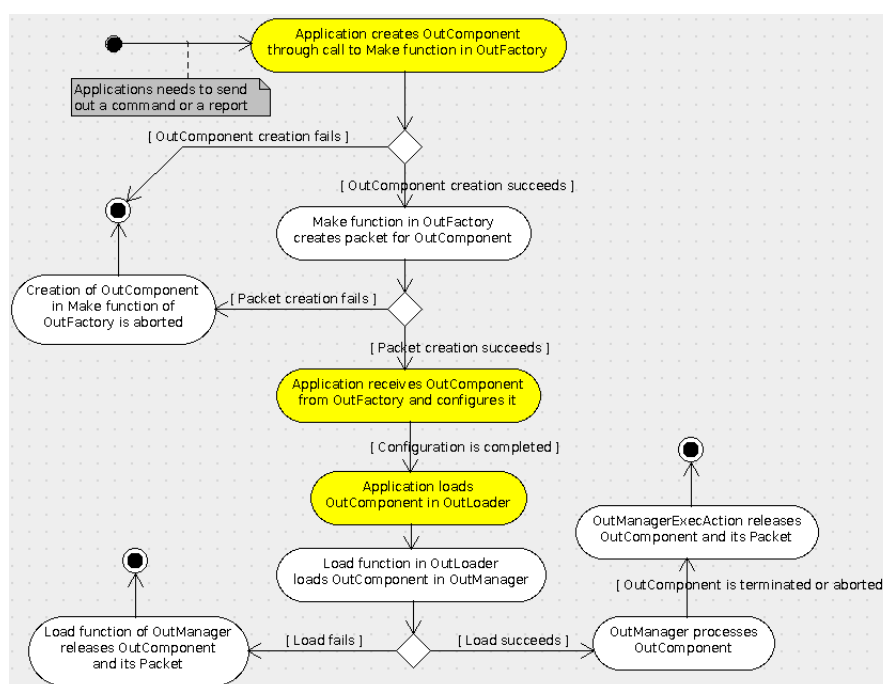 Application creates OutComponent
through call to Make function in OutFactory
Applications needs to send
out a command or a report
[ OutComponent creation fails ]
[ OutComponent creation succeeds ]
Make function in OutFactory
creates packet for OutComponent
Creation of OutComponent
in Make function of
OutFactory is aborted
[ Packet creation fails ]
[ Packet creation succeeds ]
Application receives OutComponent
from OutFactory and configures it
[ Configuration is completed ]
Application loads
OutComponent in OutLoader
OutManagerExecAction releases
OutComponent and its Packet
Load function in OutLoader
loads OutComponent in OutManager
[ OutComponent is terminated or aborted
Load function of OutManager
releases OutComponent
and its Packet
[ Load fails ]
[ Load succeeds ]
OutManager processes
OutComponent